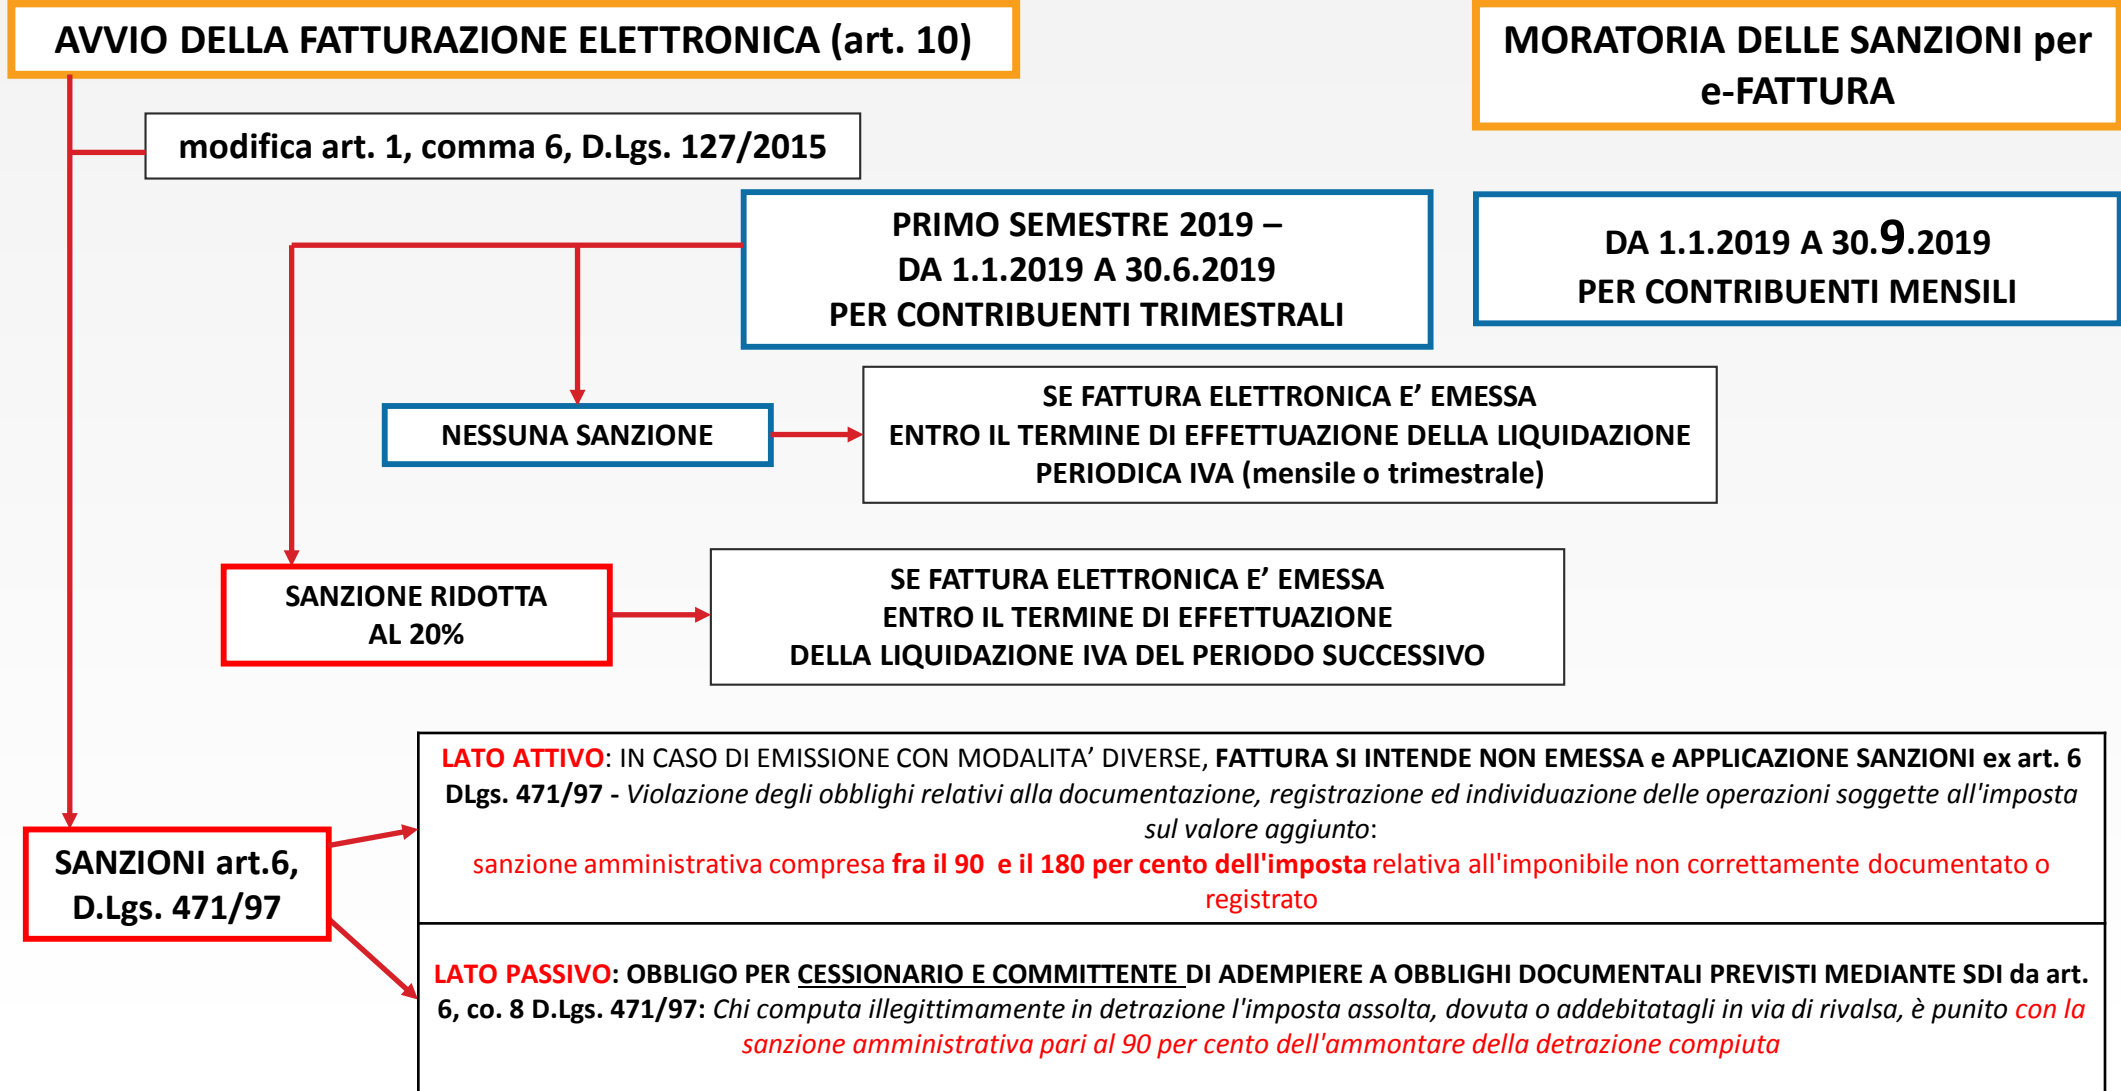 AVVIO DELLA FATTURAZIONE ELETTRONICA (art. 10)
MORATORIA DELLE SANZIONI per
e-FATTURA
modifica art. 1, comma 6, D.Lgs. 127/2015
PRIMO SEMESTRE 2019 –
DA 1.1.2019 A 30.6.2019
PER CONTRIBUENTI TRIMESTRALI
DA 1.1.2019 A 30.9.2019
PER CONTRIBUENTI MENSILI
NESSUNA SANZIONE
SE FATTURA ELETTRONICA E’ EMESSA
ENTRO IL TERMINE DI EFFETTUAZIONE DELLA LIQUIDAZIONE
PERIODICA IVA (mensile o trimestrale)
SANZIONE RIDOTTA
AL 20%
SE FATTURA ELETTRONICA E’ EMESSA
ENTRO IL TERMINE DI EFFETTUAZIONE
DELLA LIQUIDAZIONE IVA DEL PERIODO SUCCESSIVO
SANZIONI art.6,
D.Lgs. 471/97
LATO ATTIVO: IN CASO DI EMISSIONE CON MODALITA’ DIVERSE, FATTURA SI INTENDE NON EMESSA e APPLICAZIONE SANZIONI ex art. 6
DLgs. 471/97 - Violazione degli obblighi relativi alla documentazione, registrazione ed individuazione delle operazioni soggette all'imposta
sul valore aggiunto:
sanzione amministrativa compresa fra il 90 e il 180 per cento dell'imposta relativa all'imponibile non correttamente documentato o
registrato
LATO PASSIVO: OBBLIGO PER CESSIONARIO E COMMITTENTE DI ADEMPIERE A OBBLIGHI DOCUMENTALI PREVISTI MEDIANTE SDI da art.
6, co. 8 D.Lgs. 471/97: Chi computa illegittimamente in detrazione l'imposta assolta, dovuta o addebitatagli in via di rivalsa, è punito con la
sanzione amministrativa pari al 90 per cento dell'ammontare della detrazione compiuta